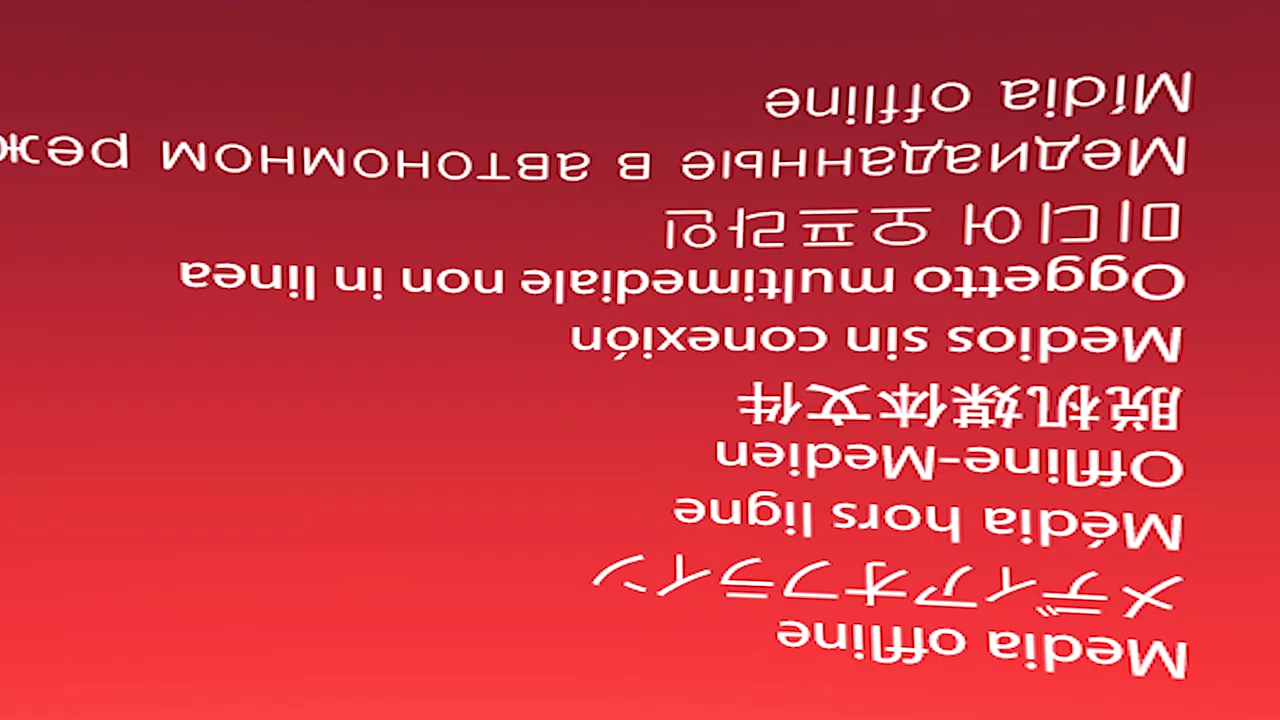 Media offline
メディアオフライン
Média hors ligne
Offline-Medien
脱机媒体文件
Medios sin conexión
Oggetto multimediale non in linea
미디어 오프라인
Медиаданные в автономном реж
Mídia offline